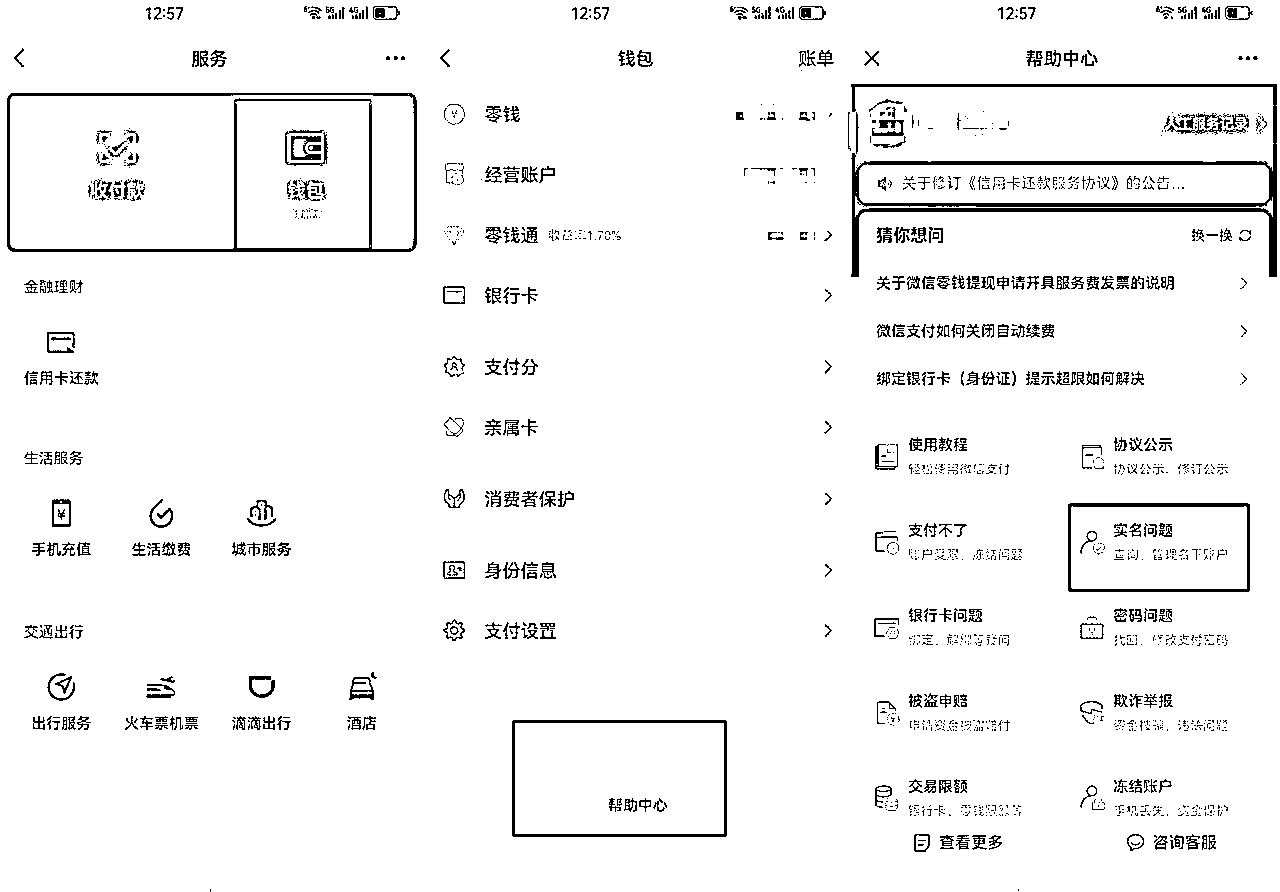 12:57
服务
收付款
钱包
金融理财
信用卡还款
生活服务
手机充值
生活缴费
城市服务
交通出行
出行服务
火车票机票
滴滴出行
酒店
12:57
钱包
账单
零钱
经营账户
零钱通 收益率1.70%
银行卡
支付分
亲属卡
消费者保护
身份信息
支付设置
帮助中心
12:57
帮助中心
人工服务记录
关于修订《信用卡还款服务协议》的公告...
猜你想问
换一换
关于微信零钱提现申请开具服务费发票的说明
微信支付如何关闭自动续费
绑定银行卡（身份证）提示超限如何解决
使用教程
轻松使用微信支付
协议公示
协议公示、修订公示
支付不了
账户受限、冻结问题
实名问题
查询、管理名下账户
银行卡问题
绑定、解绑等疑问
密码问题
找回、修改支付密码
被盗申赔
申请资金被盗赔付
欺诈举报
资金被骗、违法问题
交易限额
银行卡、零钱限额等
冻结账户
手机丢失、资金保护
查看更多
咨询客服